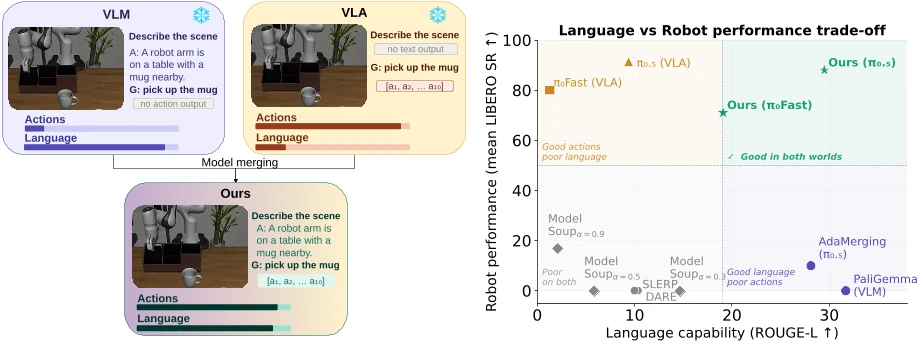 VLM
Describe the scene
A: A robot arm is
on a table with a
mug nearby.
G: pick up the mug
no action output
Actions
Language
VLA
Describe the scene
no text output
G: pick up the mug
[a₁, a₂, … a₁₀]
Actions
Language
Model merging
Ours
Describe the scene
A: A robot arm is
on a table with a
mug nearby.
G: pick up the mug
[a₁, a₂, … a₁₀]
Actions
Language
Language vs Robot performance trade-off
Robot performance (mean LIBERO SR ↑)
100
80
60
40
20
0
π₀Fast (VLA)
π₀.₅ (VLA)
Ours (π₀.₅)
Ours (π₀Fast)
Good actions
poor language
✓ Good in both worlds
Model
Soupα = 0.9
Poor
on both
Model
Soupα = 0.5
SLERP
DARE
Model
Soupα = 0.3
Good language
poor actions
AdaMerging
(π₀.₅)
PaliGemma
(VLM)
0
10
20
30
Language capability (ROUGE-L ↑)